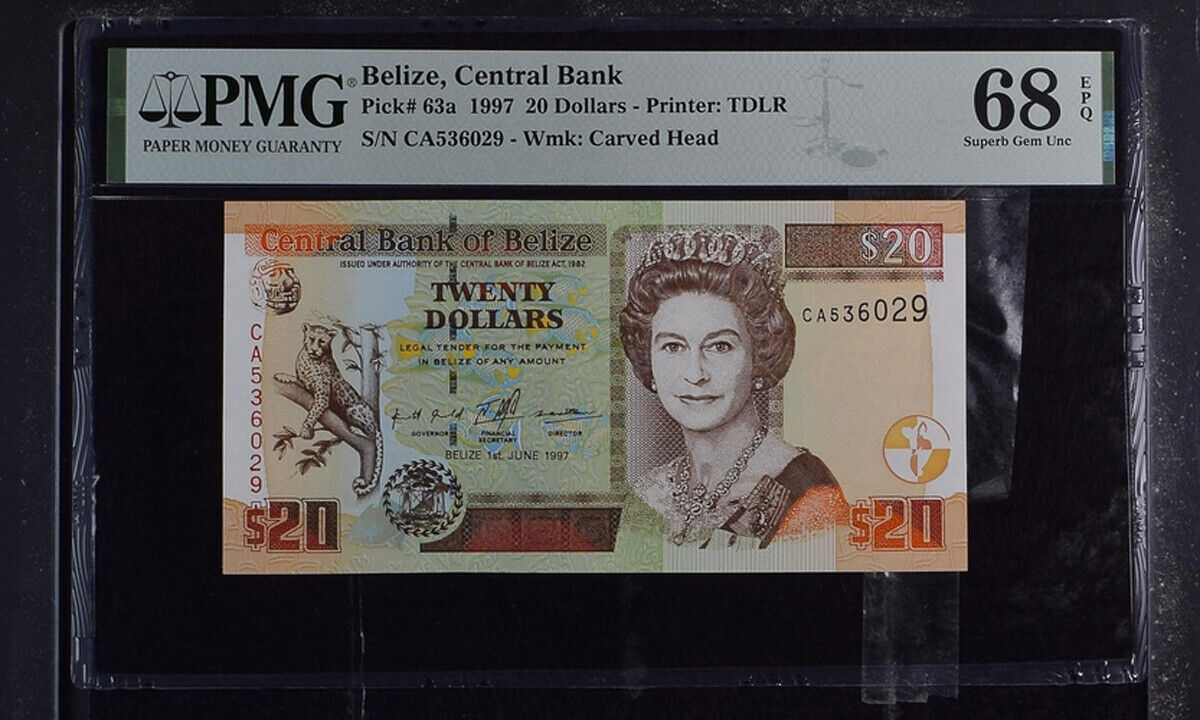 PMG®
PAPER MONEY GUARANTY
Belize, Central Bank
Pick# 63a 1997 20 Dollars - Printer: TDLR
S/N CA536029 - Wmk: Carved Head
68
EPQ
Superb Gem Unc
Central Bank of Belize
ISSUED UNDER AUTHORITY OF THE CENTRAL BANK OF BELIZE ACT, 1982
$20
TWENTY
DOLLARS
CA536029
LEGAL TENDER FOR THE PAYMENT
IN BELIZE OF ANY AMOUNT
CA536029
GOVERNOR
FINANCIAL
SECRETARY
DIRECTOR
BELIZE 1st. JUNE 1997
$20
$20